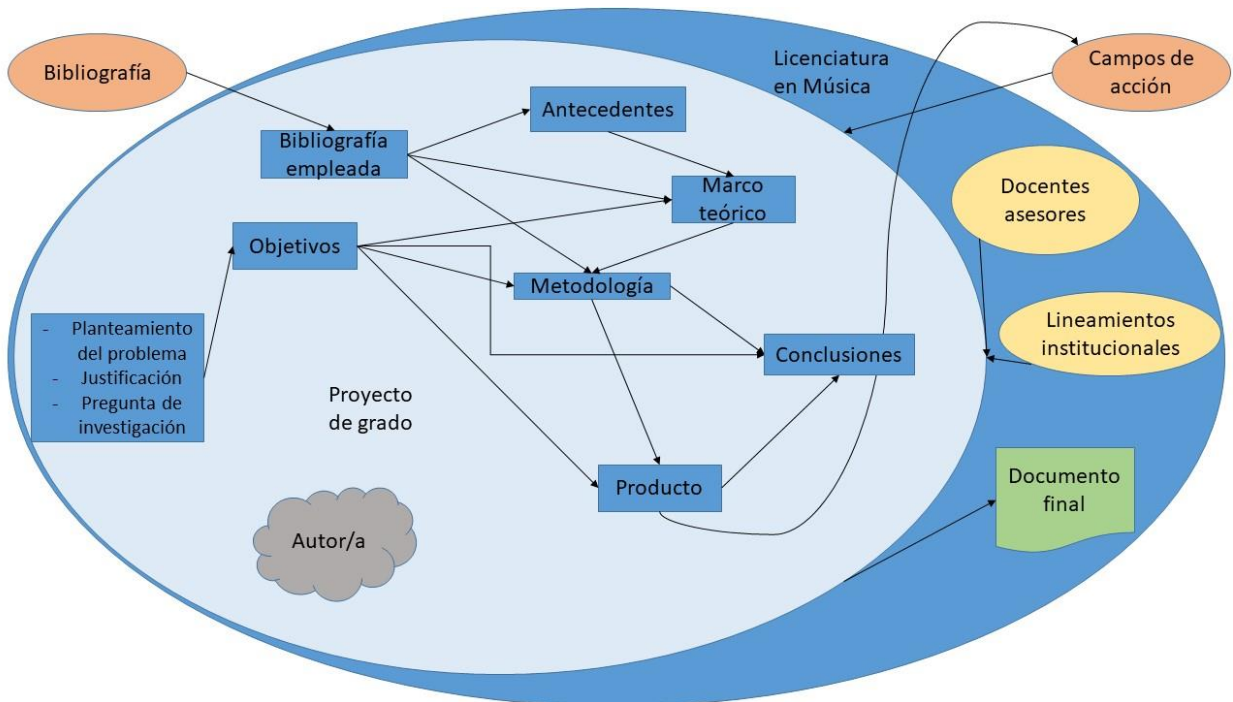 Bibliografía
Licenciatura
en Música
Campos de
acción
Antecedentes
Bibliografía
empleada
Marco
teórico
Docentes
asesores
Objetivos
Metodología
- Planteamiento
del problema
- Justificación
- Pregunta de
investigación
Lineamientos
institucionales
Conclusiones
Proyecto
de grado
Producto
Documento
final
Autor/a